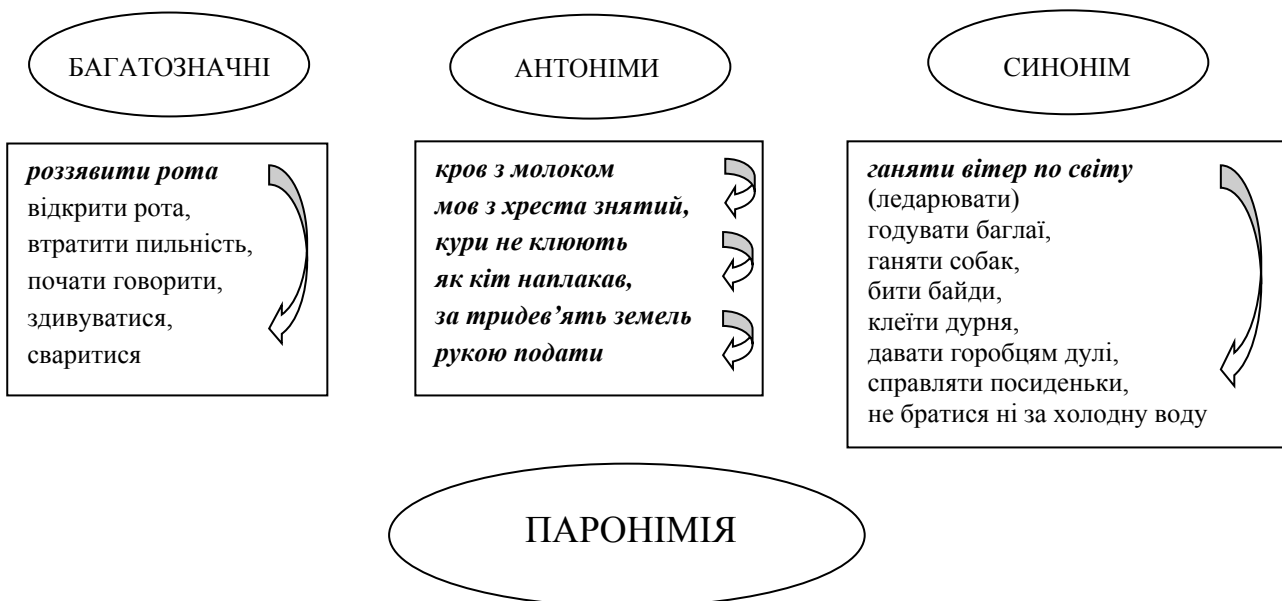 БАГАТОЗНАЧНІ
АНТОНІМИ
СИНОНІМ
роззявити рота
відкрити рота,
втратити пильність,
почати говорити,
здивуватися,
сваритися
кров з молоком
мов з хреста знятий,
кури не клюють
як кіт наплакав,
за тридев’ять земель
рукою подати
ганяти вітер по світу
(ледарювати)
годувати баглаї,
ганяти собак,
бити байди,
клеїти дурня,
давати горобцям дулі,
справляти посиденьки,
не братися ні за холодну воду
ПАРОНІМІЯ